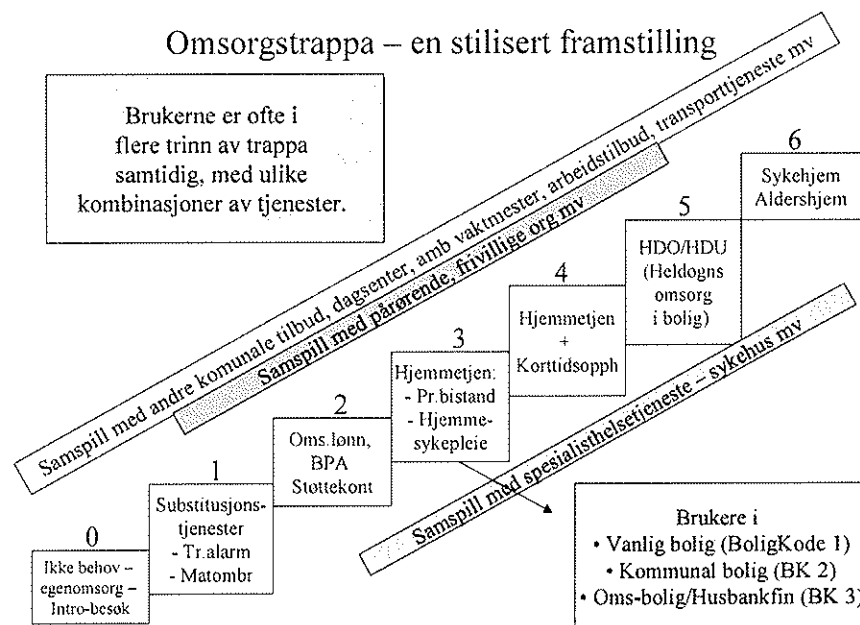 Omsorgstrappa – en stilisert framstilling
Brukerne er ofte i
flere trinn av trappa
samtidig, med ulike
kombinasjoner av tjenester.
Samspill med andre komunale tilbud, dagsenter, amb vaktmester, arbeidstilbud, transporttjeneste mv
Samspill med pårørende, frivillige org mv
6
Sykehjem
Aldershjem
5
HDO/HDU
(Heldogns
omsorg
i bolig)
4
Hjemmetjen
+
Korttidsopph
3
Hjemmetjen:
- Pr.bistand
- Hjemme-
sykepleie
2
Oms.lønn,
BPA
Støttekont
1
Substitusjons-
tjenester
- Tr.alarm
- Matombr
0
Ikke behov –
egenomsorg –
Intro-besøk
Samspill med spesialisthelsetjeneste – sykehus mv
Brukere i
• Vanlig bolig (BoligKode 1)
• Kommunal bolig (BK 2)
• Oms-bolig/Husbankfin (BK 3)